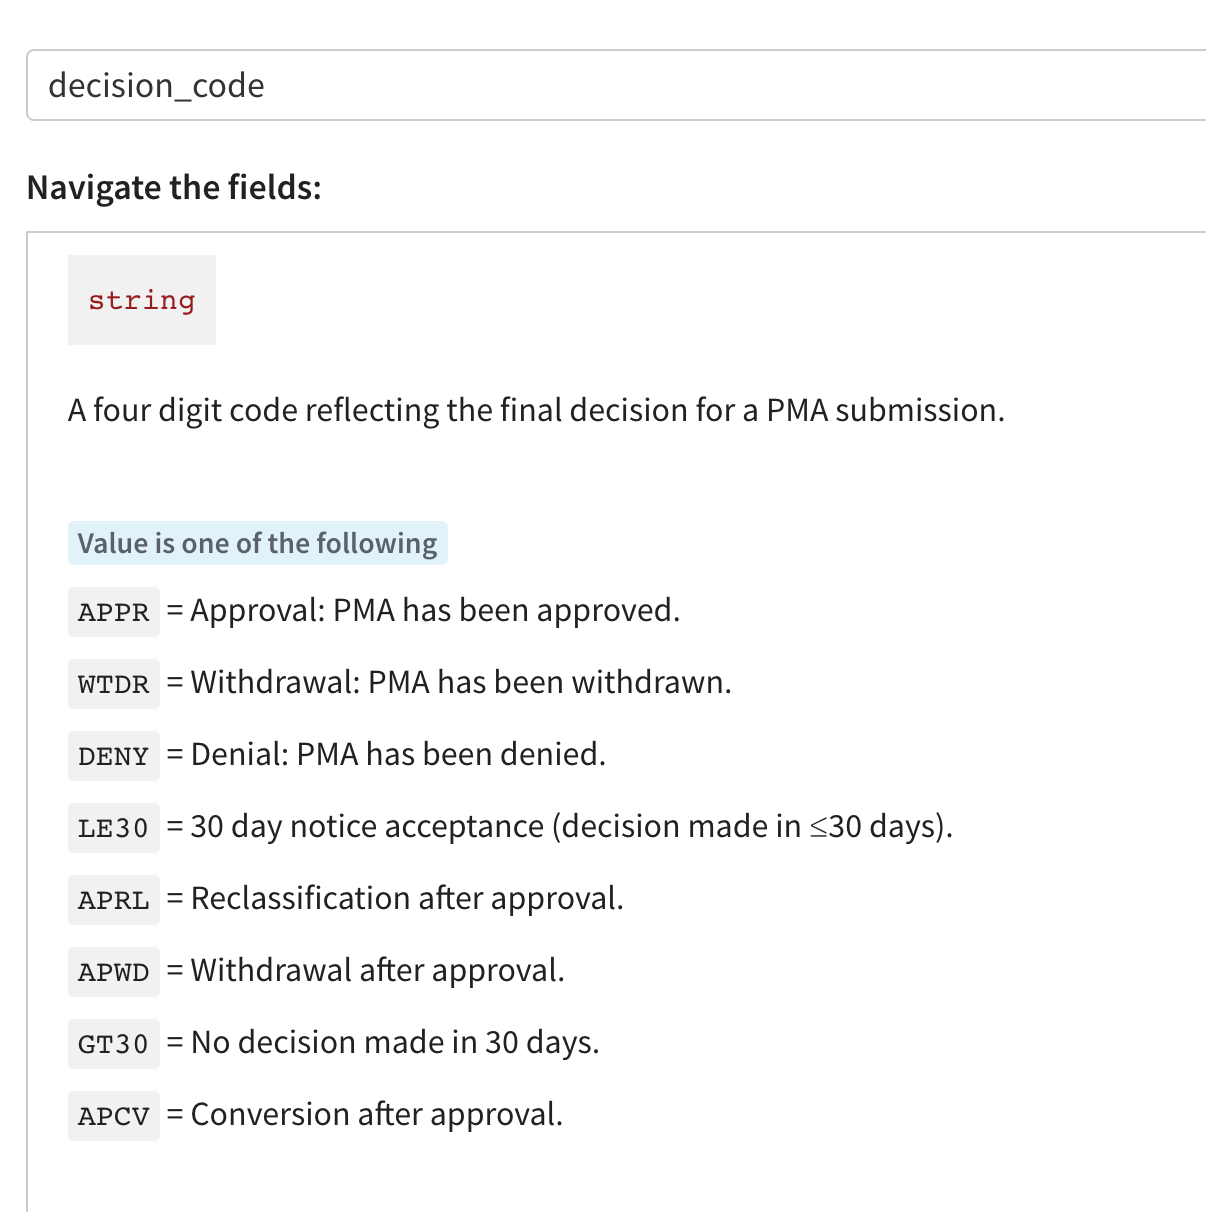 decision_code
Navigate the fields:
string
A four digit code reflecting the final decision for a PMA submission.
Value is one of the following
APPR = Approval: PMA has been approved.
WTDR = Withdrawal: PMA has been withdrawn.
DENY = Denial: PMA has been denied.
LE30 = 30 day notice acceptance (decision made in ≤30 days).
APRL = Reclassification after approval.
APWD = Withdrawal after approval.
GT30 = No decision made in 30 days.
APCV = Conversion after approval.